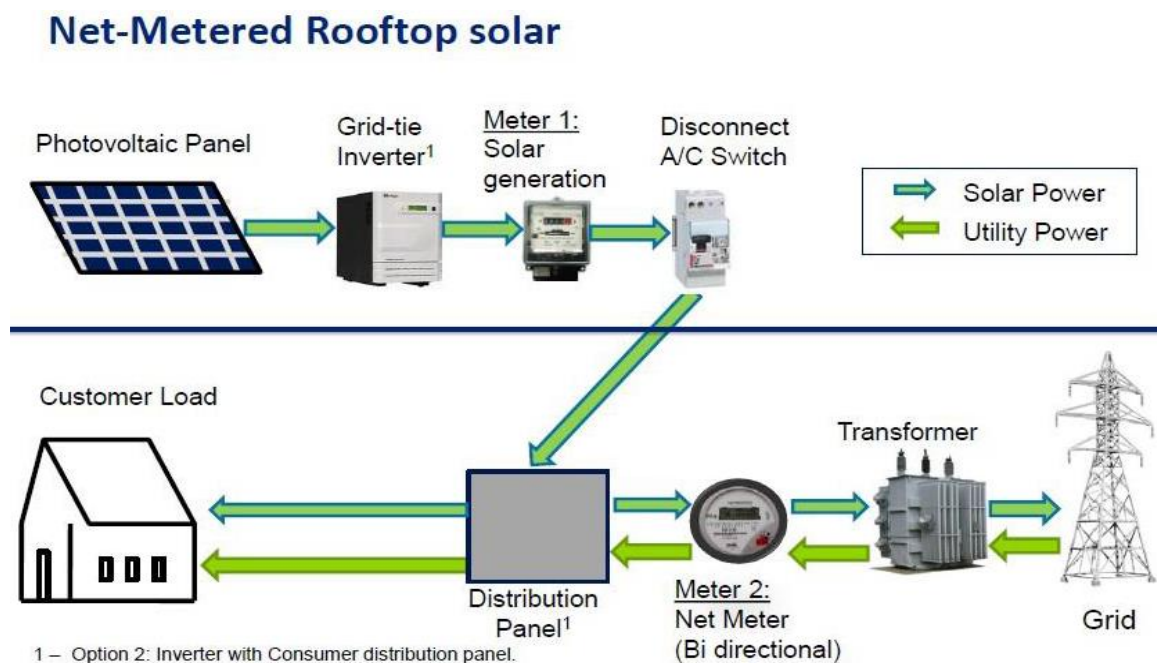 Net-Metered Rooftop solar
Photovoltaic Panel
Grid-tie
Inverter1
Meter 1:
Solar
generation
Disconnect
A/C Switch
Solar Power
Utility Power
Customer Load
Transformer
Distribution
Panel1
Meter 2:
Net Meter
(Bi directional)
Grid
1 – Option 2: Inverter with Consumer distribution panel.